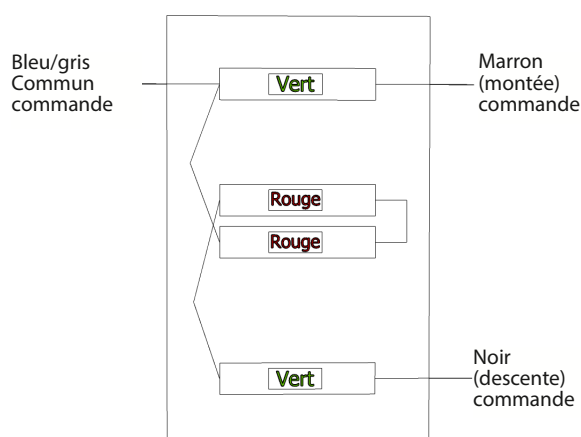 Bleu/gris
Commun
commande
Vert
Marron
(montée)
commande
Rouge
Rouge
Vert
Noir
(descente)
commande